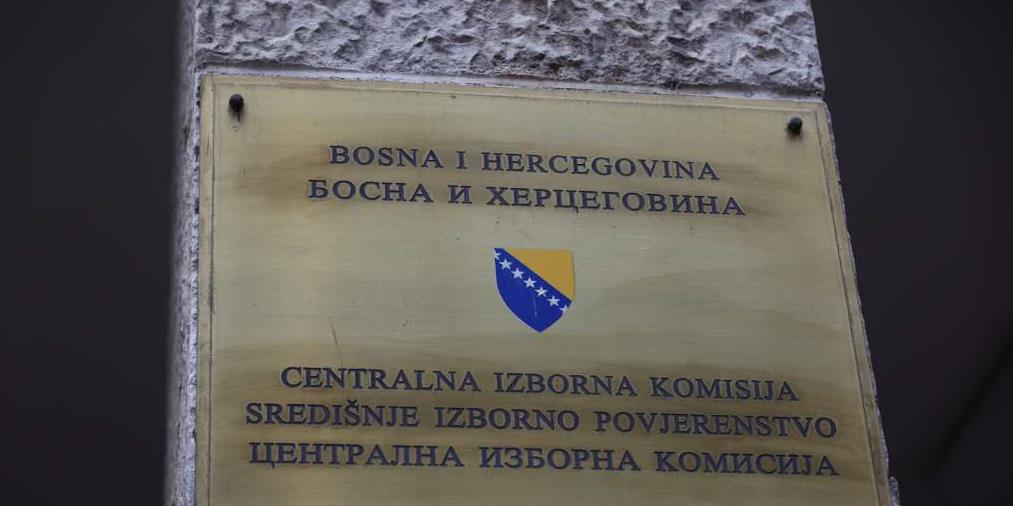 BOSNA I HERCEGOVINA
БОСНА И ХЕРЦЕГОВИНА
CENTRALNA IZBORNA KOMISIJA
SREDIŠNJE IZBORNO POVJERENSTVO
ЦЕНТРАЛНА ИЗБОРНА КОМИСИЈА